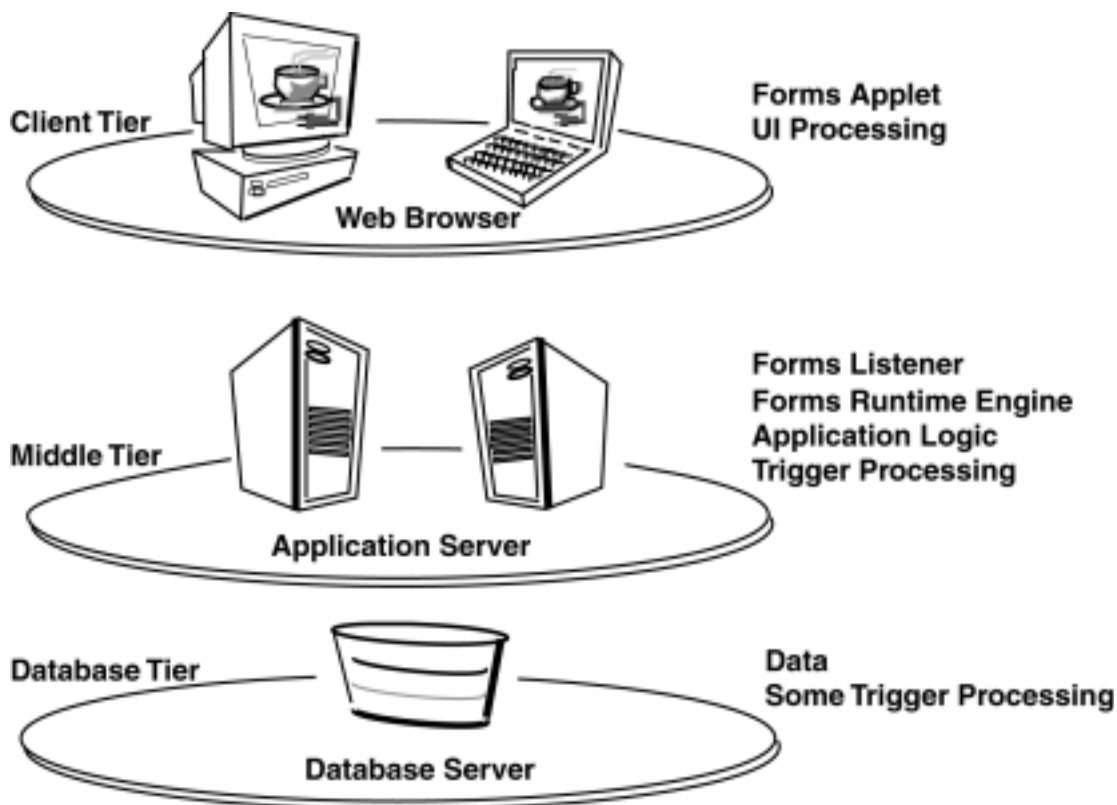 Client Tier
Forms Applet
UI Processing
Web Browser
Middle Tier
Forms Listener
Forms Runtime Engine
Application Logic
Trigger Processing
Application Server
Database Tier
Data
Some Trigger Processing
Database Server